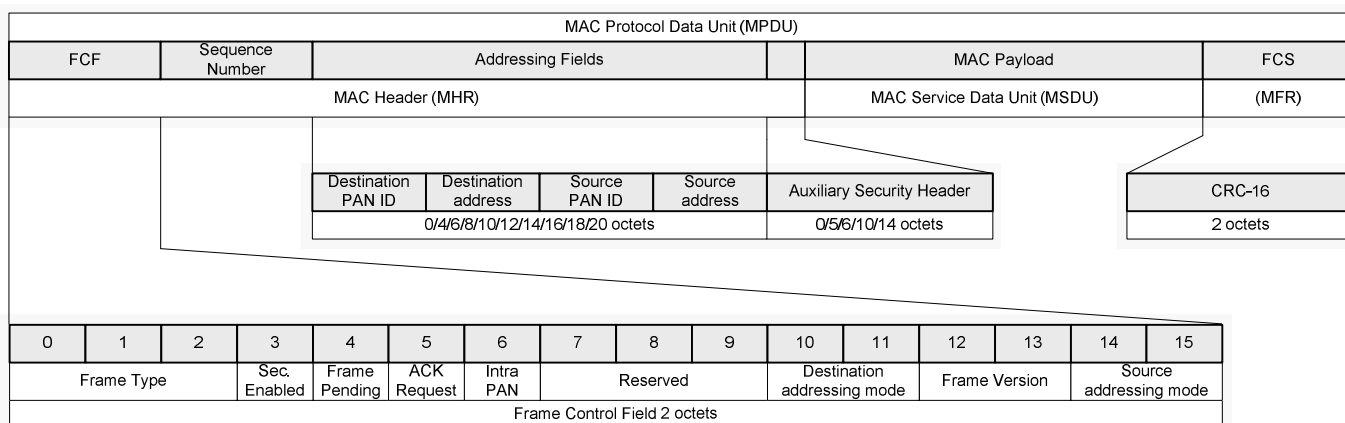 MAC Protocol Data Unit (MPDU)
FCF
Sequence
Number
Addressing Fields
MAC Payload
FCS
MAC Header (MHR)
MAC Service Data Unit (MSDU)
(MFR)
Destination
PAN ID
Destination
address
Source
PAN ID
Source
address
Auxiliary Security Header
CRC-16
0/4/6/8/10/12/14/16/18/20 octets
0/5/6/10/14 octets
2 octets
0 1 2 3 4 5 6 7 8 9 10 11 12 13 14 15
Frame Type
Sec.
Enabled
Frame
Pending
ACK
Request
Intra
PAN
Reserved
Destination
addressing mode
Frame Version
Source
addressing mode
Frame Control Field 2 octets